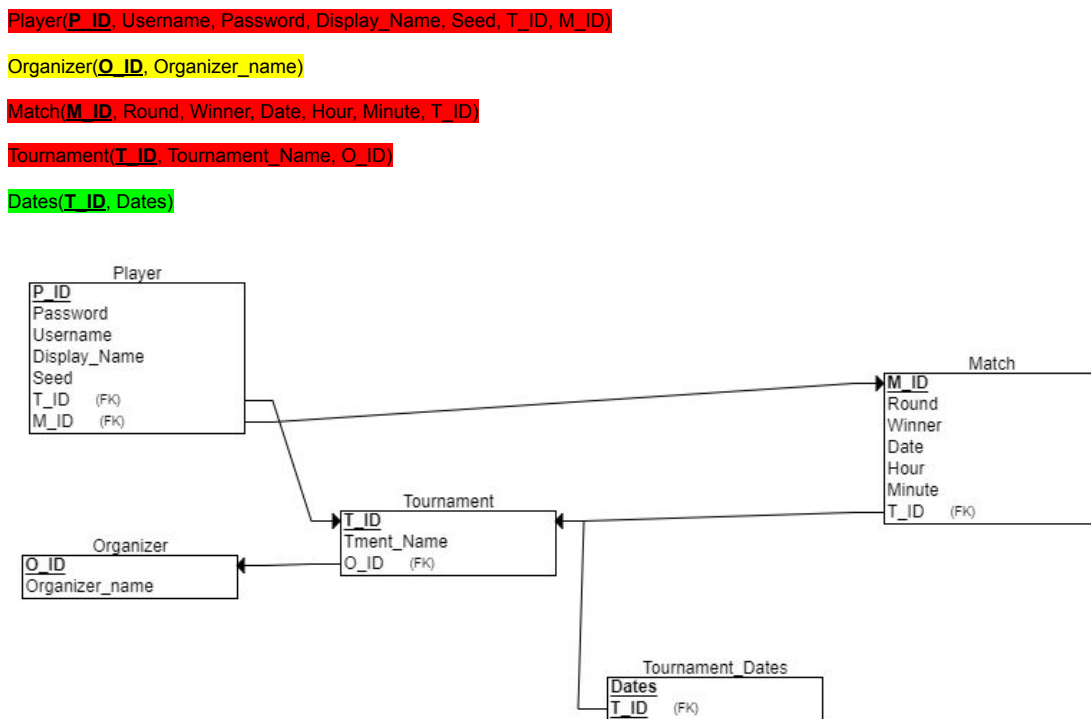 Player(P_ID, Username, Password, Display_Name, Seed, T_ID, M_ID)
Organizer(O_ID, Organizer_name)
Match(M_ID, Round, Winner, Date, Hour, Minute, T_ID)
Tournament(T_ID, Tournament_Name, O_ID)
Dates(T_ID, Dates)
Player
P_ID
Password
Username
Display_Name
Seed
T_ID (FK)
M_ID (FK)
Match
M_ID
Round
Winner
Date
Hour
Minute
T_ID (FK)
Tournament
T_ID
Tment_Name
O_ID (FK)
Organizer
O_ID
Organizer_name
Tournament_Dates
Dates
T_ID (FK)